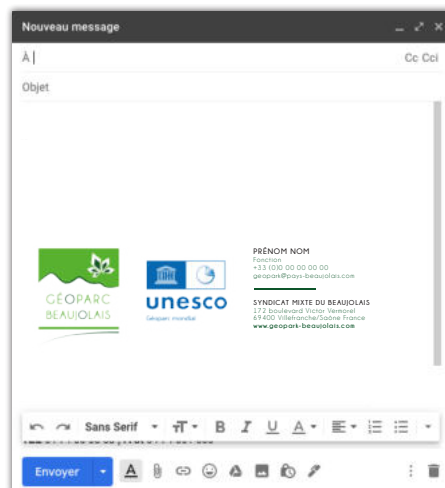 Nouveau message
À
Cc Cci
Objet
GÉOPARC
BEAUJOLAIS
unesco
Géoparc mondial
PRÉNOM NOM
Fonction
+33 (0)0 00 00 00 00
geopark@pays-beaujolais.com
SYNDICAT MIXTE DU BEAUJOLAIS
172 boulevard Victor Vermorel
69400 Villefranche/Saône France
www.geopark-beaujolais.com
Sans Serif
B I U A
Envoyer
A